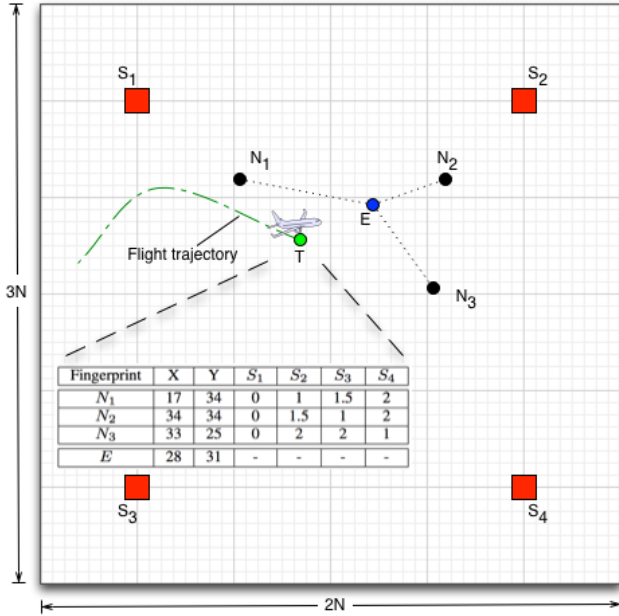 S1
S2
N1
N2
E
Flight trajectory
T
N3
3N
Fingerprint X Y S1 S2 S3 S4
N1 17 34 0 1 1.5 2
N2 34 34 0 1.5 1 2
N3 33 25 0 2 2 1
E 28 31 - - - -
S3
S4
2N